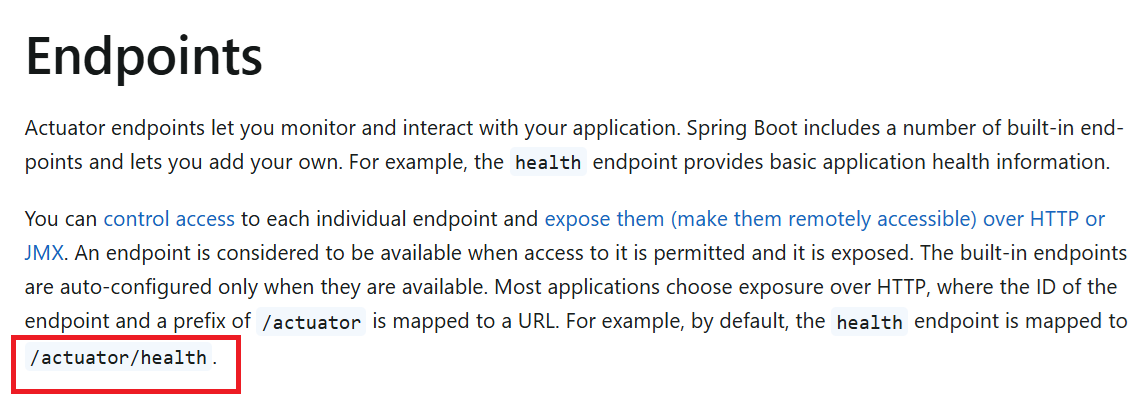 Endpoints
Actuator endpoints let you monitor and interact with your application. Spring Boot includes a number of built-in end-
points and lets you add your own. For example, the health endpoint provides basic application health information.
You can control access to each individual endpoint and expose them (make them remotely accessible) over HTTP or
JMX. An endpoint is considered to be available when access to it is permitted and it is exposed. The built-in endpoints
are auto-configured only when they are available. Most applications choose exposure over HTTP, where the ID of the
endpoint and a prefix of /actuator is mapped to a URL. For example, by default, the health endpoint is mapped to
/actuator/health.